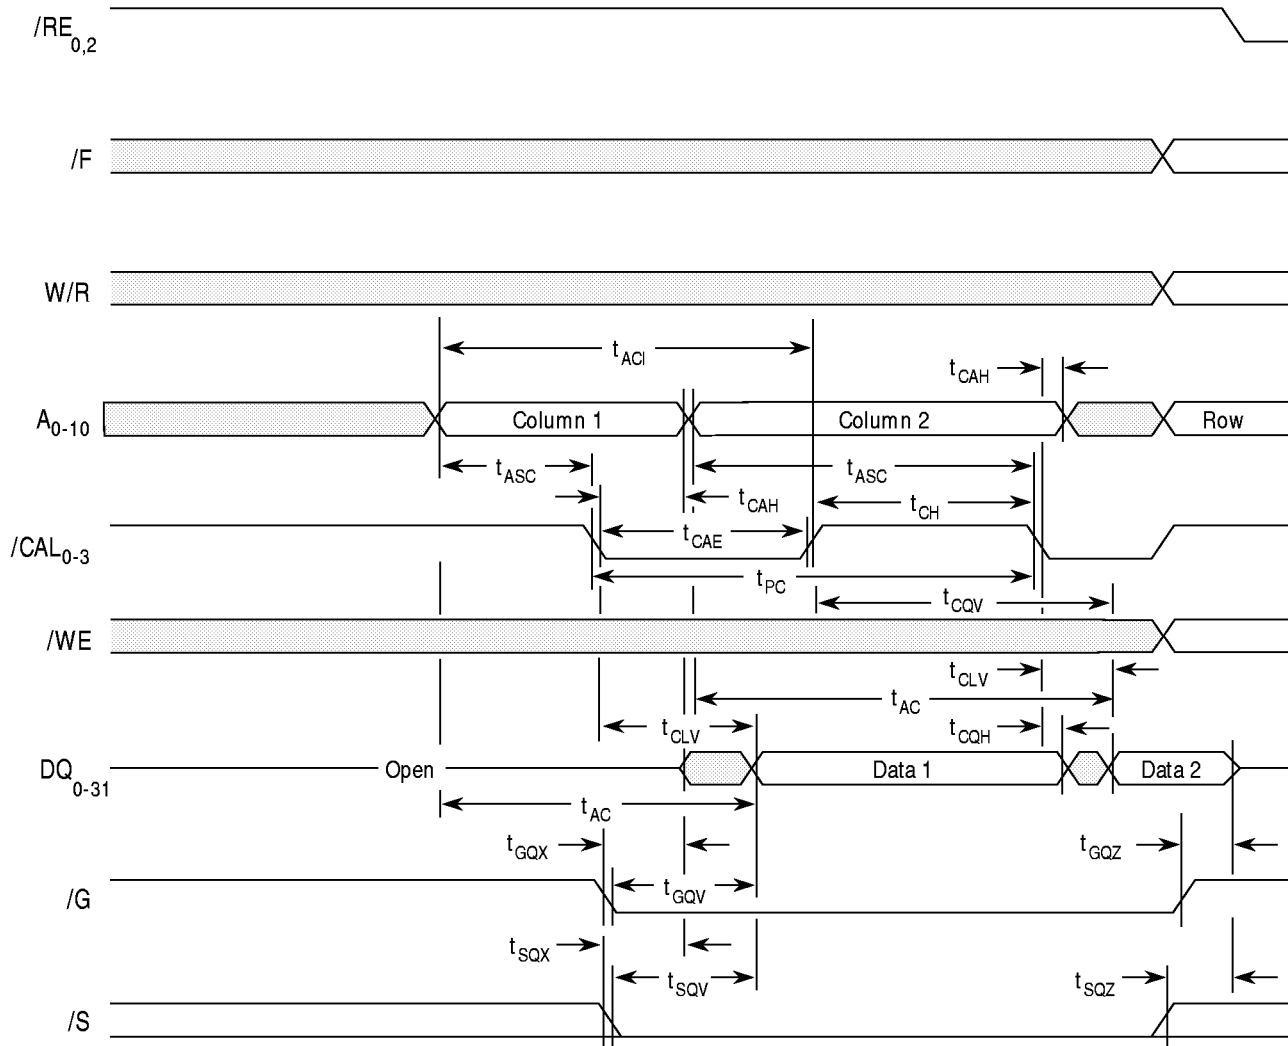 /RE0,2
/F
W/R
tACI
tCAH
A0-10
Column 1
Column 2
Row
tASC
tASC
tCAH
tCH
/CAL0-3
tCAE
tPC
tCQV
/WE
tCLV
tAC
tCLV
tCQH
DQ0-31
Open
Data 1
Data 2
tAC
tGQX
tGQZ
/G
tGQV
tSQX
tSQV
tSQZ
/S